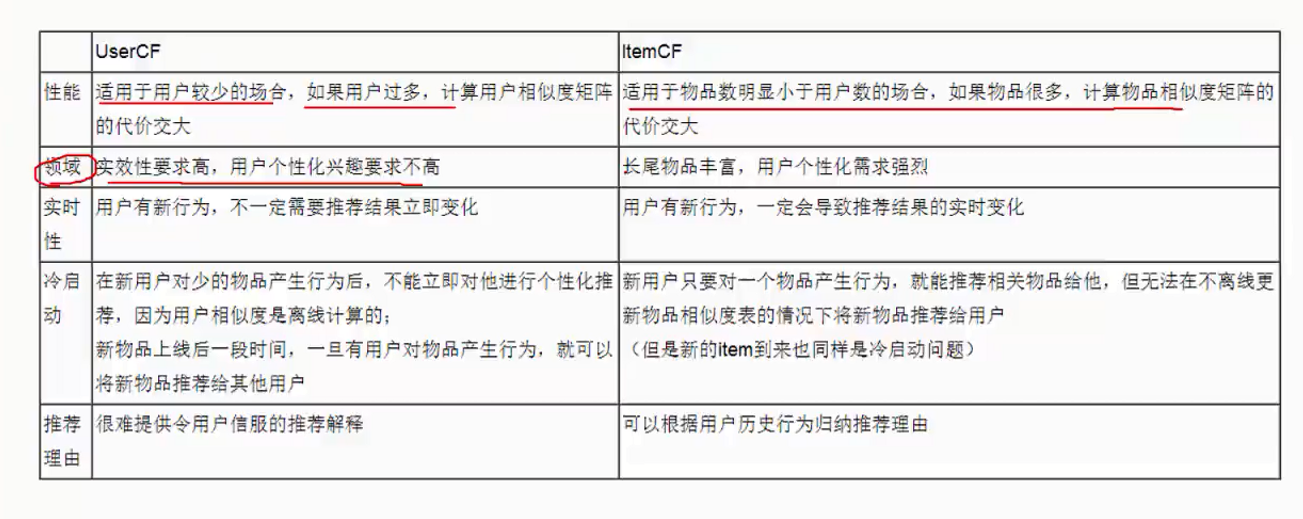 UserCF
ItemCF
性能
适用于用户较少的场合，如果用户过多，计算用户相似度矩阵
的代价交大
适用于物品数明显小于用户数的场合，如果物品很多，计算物品相似度矩阵的
代价交大
领域
实效性要求高，用户个性化兴趣要求不高
长尾物品丰富，用户个性化需求强烈
实时
性
用户有新行为，不一定需要推荐结果立即变化
用户有新行为，一定会导致推荐结果的实时变化
冷启
动
在新用户对少的物品产生行为后，不能立即对他进行个性化推
荐，因为用户相似度是离线计算的；
新物品上线后一段时间，一旦有用户对物品产生行为，就可以
将新物品推荐给其他用户
新用户只要对一个物品产生行为，就能推荐相关物品给他，但无法在不离线更
新物品相似度表的情况下将新物品推荐给用户
（但是新的item到来也同样是冷启动问题）
推荐
理由
很难提供令用户信服的推荐解释
可以根据用户历史行为归纳推荐理由